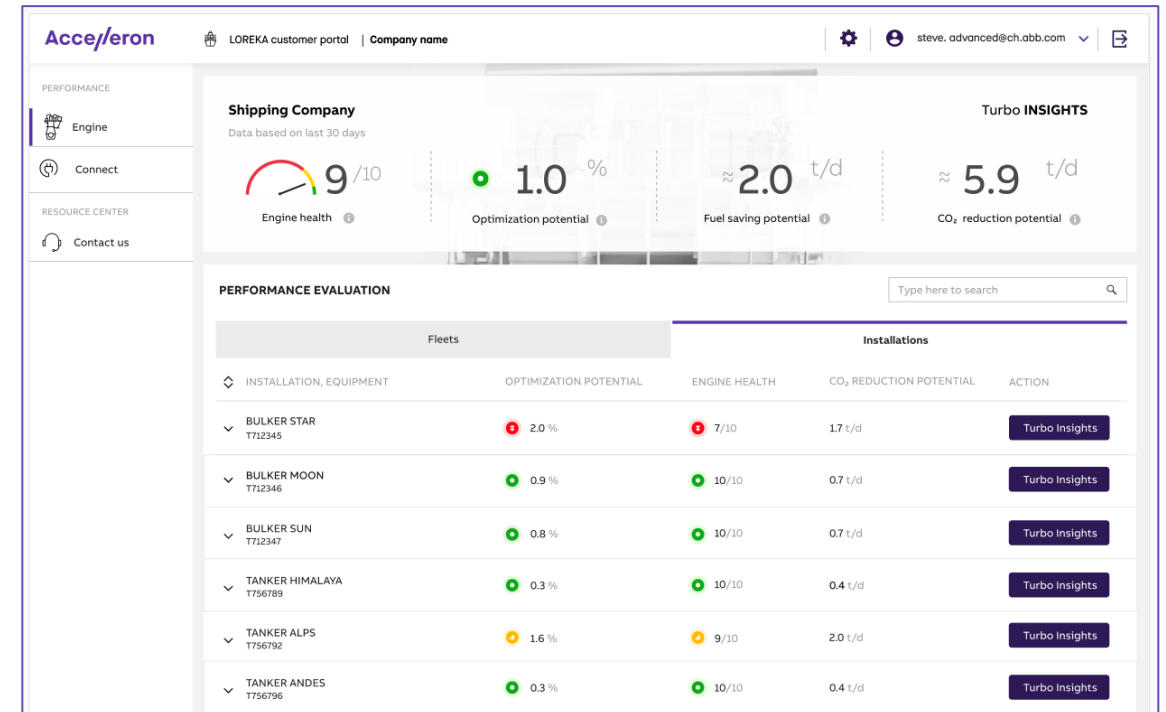 Accelleron
LOREKA customer portal | Company name
steve. advanced@ch.abb.com
PERFORMANCE
Engine
Connect
RESOURCE CENTER
Contact us
Shipping Company
Turbo INSIGHTS
Data based on last 30 days
9 /10
1.0 %
≈ 2.0 t/d
≈ 5.9 t/d
Engine health
Optimization potential
Fuel saving potential
CO₂ reduction potential
PERFORMANCE EVALUATION
Type here to search
Fleets
Installations
INSTALLATION, EQUIPMENT OPTIMIZATION POTENTIAL ENGINE HEALTH CO₂ REDUCTION POTENTIAL ACTION
BULKER STAR
T712345
2.0 % 7/10 1.7 t/d Turbo Insights
BULKER MOON
T712346
0.9 % 10/10 0.7 t/d Turbo Insights
BULKER SUN
T712347
0.8 % 10/10 0.7 t/d Turbo Insights
TANKER HIMALAYA
T756789
0.3 % 10/10 0.4 t/d Turbo Insights
TANKER ALPS
T756792
1.6 % 9/10 2.0 t/d Turbo Insights
TANKER ANDES
T756796
0.3 % 10/10 0.4 t/d Turbo Insights